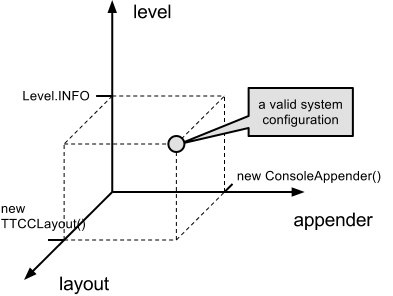 level
Level.INFO
a valid system
configuration
new ConsoleAppender()
new
TTCCLayout()
appender
layout